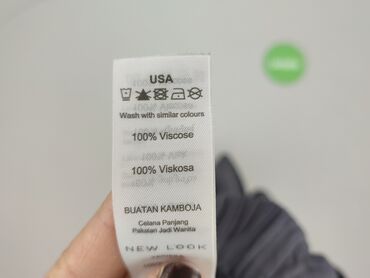 USA
Wash with similar colours
100% Viscose
100% Viskosa
BUATAN KAMBOJA
Celana Panjang
Pakaian Jadi Wanita
NEW LOOK